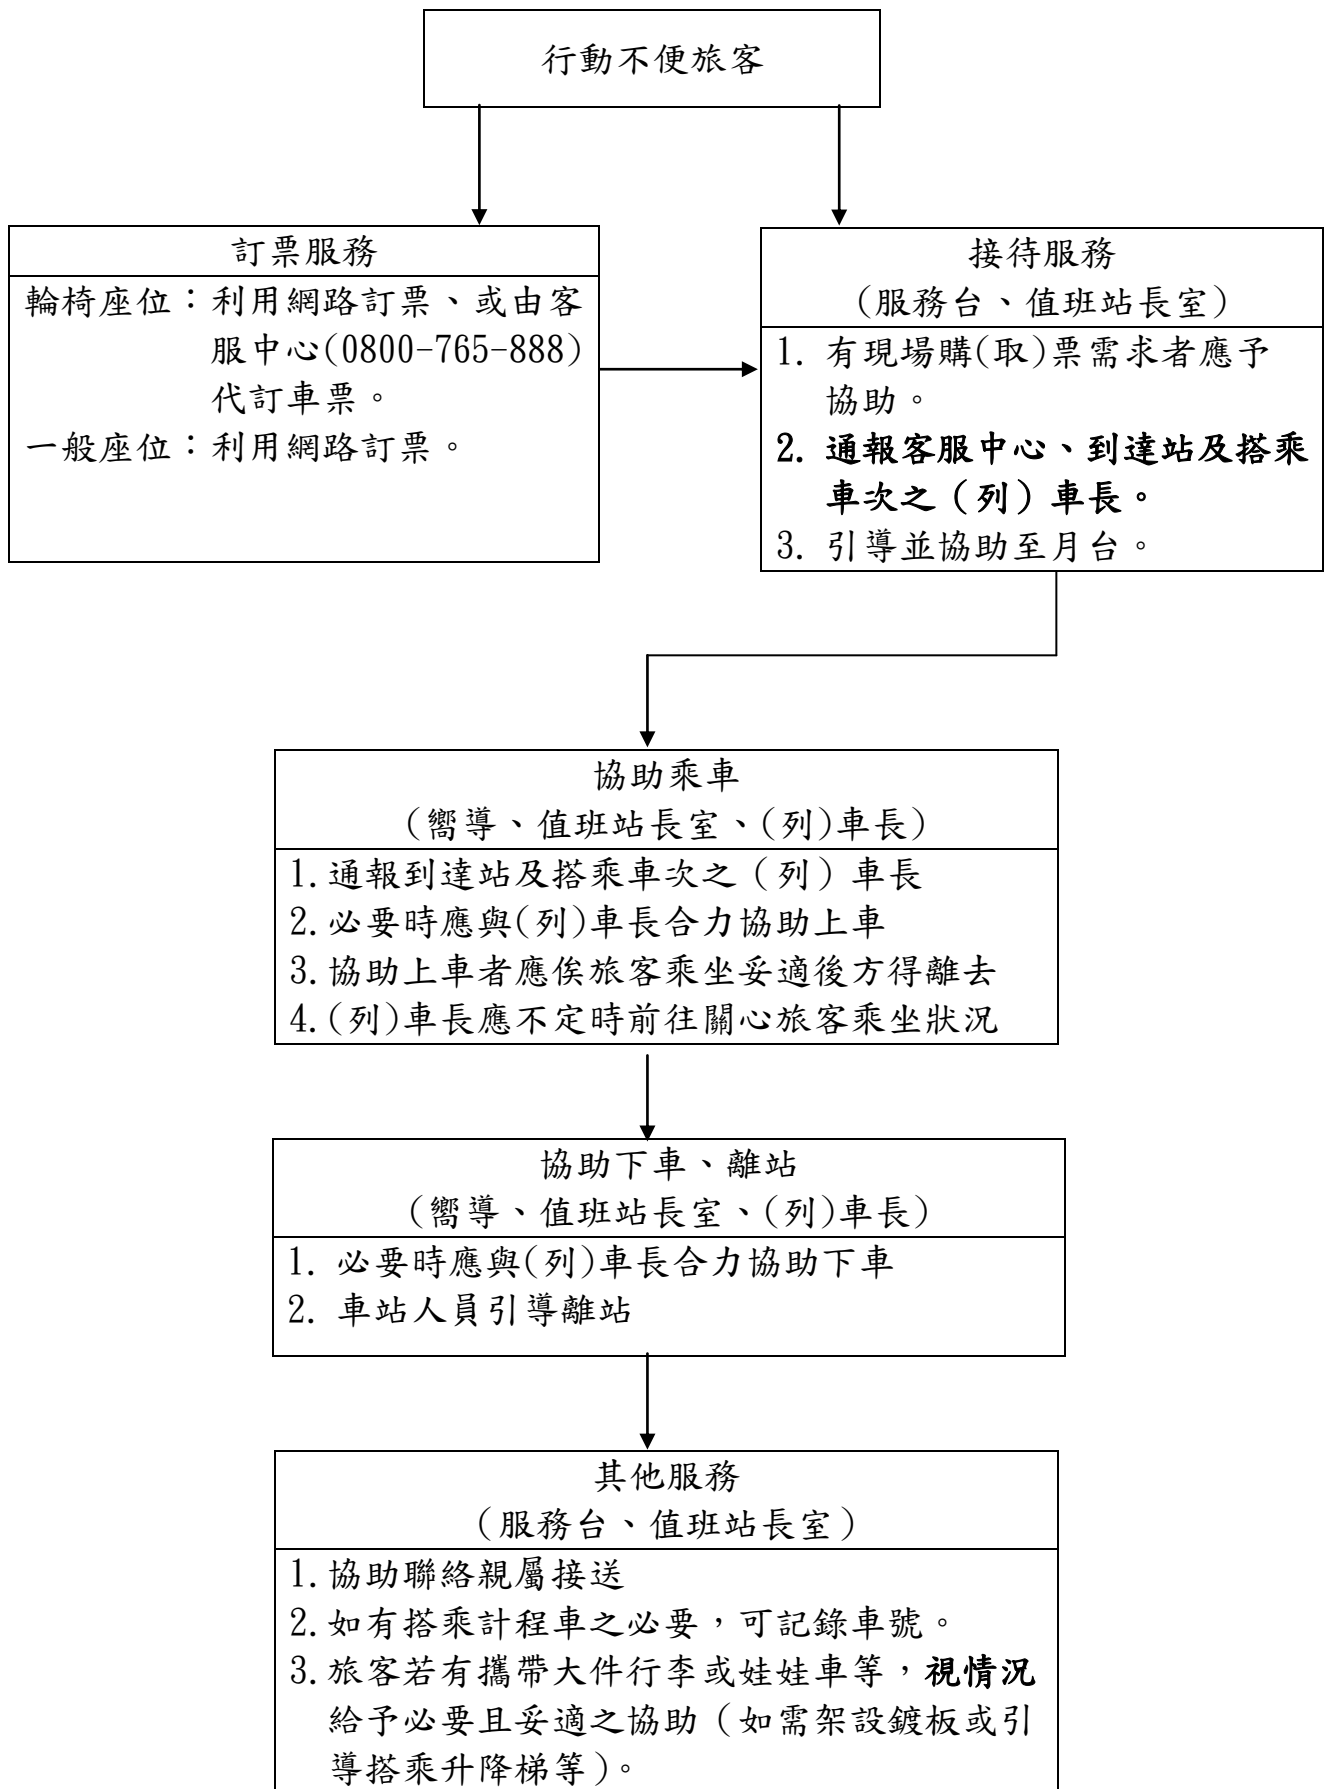 行動不便旅客
訂票服務
輪椅座位：利用網路訂票、或由客
服中心(0800-765-888)
代訂車票。
一般座位：利用網路訂票。
接待服務
(服務台、值班站長室)
1. 有現場購(取)票需求者應予
協助。
2. 通報客服中心、到達站及搭乘
車次之（列）車長。
3. 引導並協助至月台。
協助乘車
(嚮導、值班站長室、(列)車長)
1.通報到達站及搭乘車次之（列）車長
2.必要時應與(列)車長合力協助上車
3.協助上車者應俟旅客乘坐妥適後方得離去
4.(列)車長應不定時前往關心旅客乘坐狀況
協助下車、離站
(嚮導、值班站長室、(列)車長)
1. 必要時應與(列)車長合力協助下車
2. 車站人員引導離站
其他服務
(服務台、值班站長室)
1.協助聯絡親屬接送
2.如有搭乘計程車之必要，可記錄車號。
3.旅客若有攜帶大件行李或娃娃車等，視情況
給予必要且妥適之協助（如需架設鍍板或引
導搭乘升降梯等）。